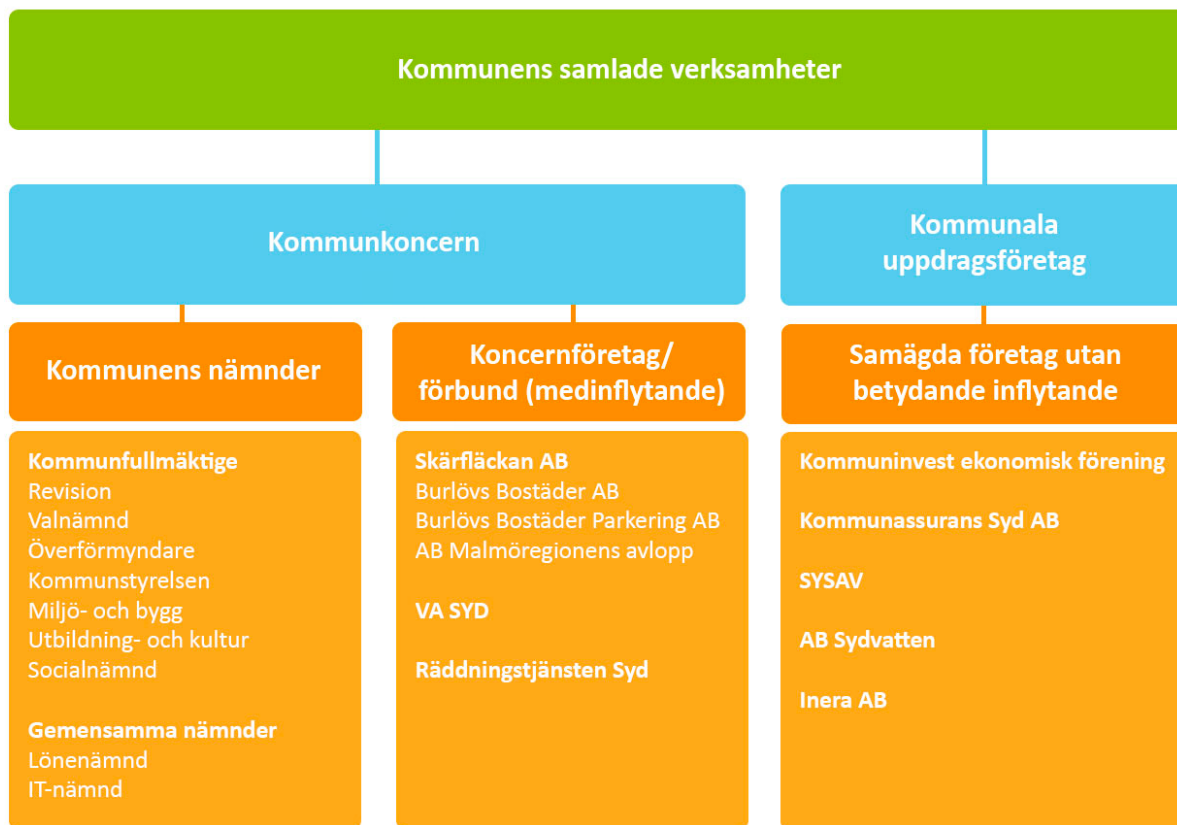 Kommunens samlade verksamheter
Kommunkoncern
Kommunala
uppdragsföretag
Kommunens nämnder
Koncernföretag/
förbund (medinflytande)
Samägda företag utan
betydande inflytande
Kommunfullmäktige
Revision
Valnämnd
Överförmyndare
Kommunstyrelsen
Miljö- och bygg
Utbildning- och kultur
Socialnämnd
Gemensamma nämnder
Lönenämnd
IT-nämnd
Skärfläckan AB
Burlövs Bostäder AB
Burlövs Bostäder Parkering AB
AB Malmöregionens avlopp
VA SYD
Räddningstjänsten Syd
Kommuninvest ekonomisk förening
Kommunassurans Syd AB
SYSAV
AB Sydvatten
Inera AB